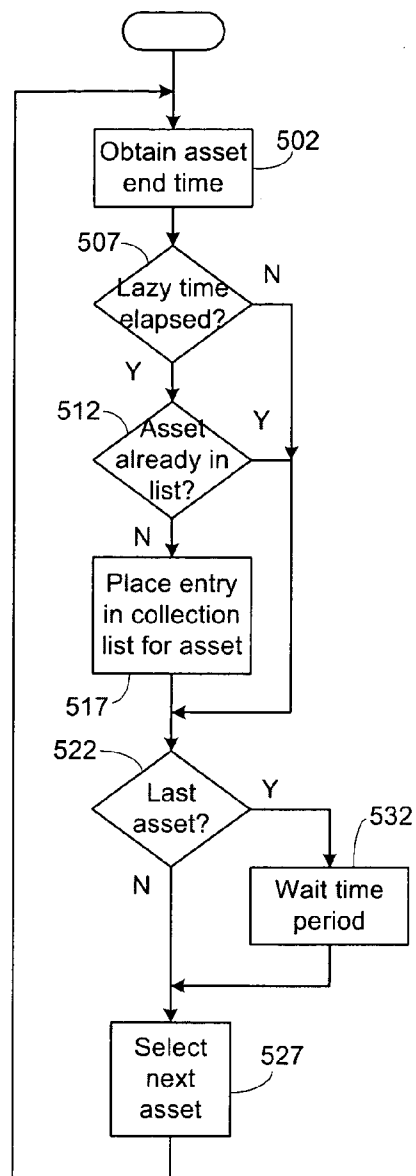 Obtain asset
end time
502
507
Lazy time
elapsed?
N
Y
512
Asset
already in
list?
Y
N
Place entry
in collection
list for asset
517
522
Last
asset?
Y
N
532
Wait time
period
Select
next
asset
527